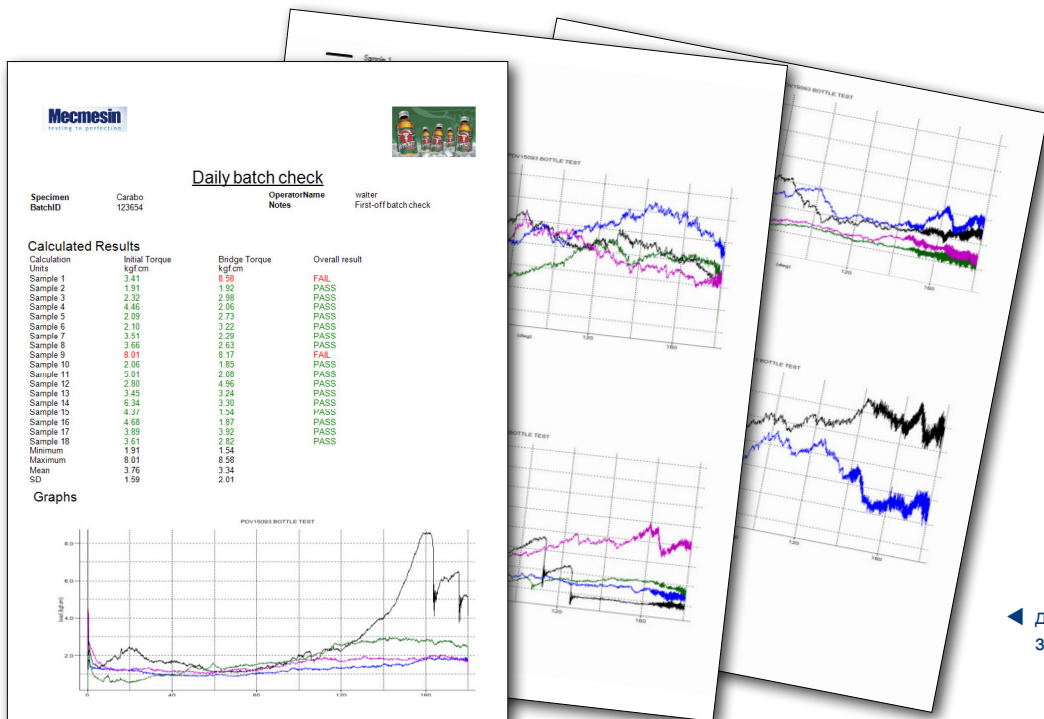 Mecmesin
testing to perfection
Daily batch check
Specimen Carabo OperatorName walter
BatchID 123654 Notes First-off batch check
Calculated Results
Calculation Initial Torque Bridge Torque Overall result
Units kgf.cm kgf.cm
Sample 1 3.41 8.58 FAIL
Sample 2 1.91 1.92 PASS
Sample 3 2.32 2.98 PASS
Sample 4 4.46 2.06 PASS
Sample 5 2.09 2.73 PASS
Sample 6 2.10 3.22 PASS
Sample 7 3.51 2.29 PASS
Sample 8 3.66 2.63 PASS
Sample 9 8.01 8.17 FAIL
Sample 10 2.06 1.85 PASS
Sample 11 5.01 2.08 PASS
Sample 12 2.80 4.96 PASS
Sample 13 3.45 3.24 PASS
Sample 14 6.34 3.30 PASS
Sample 15 4.37 1.54 PASS
Sample 16 4.68 1.87 PASS
Sample 17 3.89 3.92 PASS
Sample 18 3.61 2.82 PASS
Minimum 1.91 1.54
Maximum 8.01 8.58
Mean 3.76 3.34
SD 1.59 2.01
Graphs
PDV15093 BOTTLE TEST
8.0
6.0
4.0
2.0
0 40 80 120 160
Sample 1
PDV15093 BOTTLE TEST
120 160
(deg)
BOTTLE TEST
120 160
PDV15093 BOTTLE TEST
(deg) 120 160
BOTTLE TEST
120 160